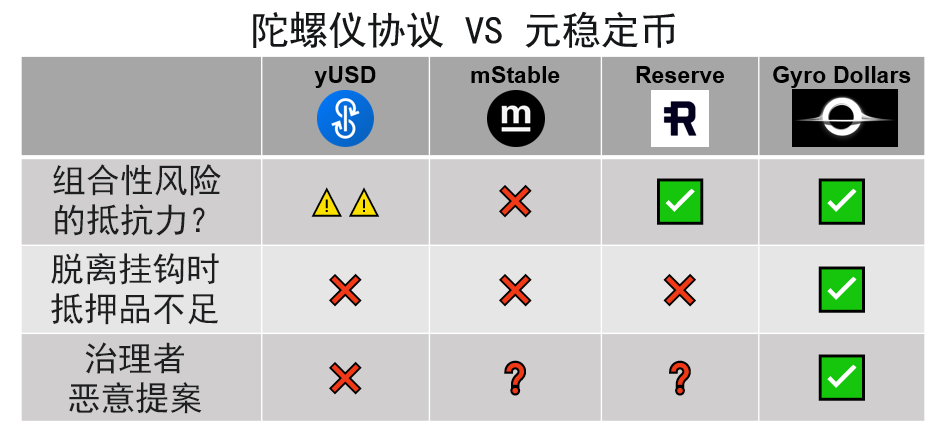 陀螺仪协议 VS 元稳定币
yUSD
mStable
Reserve
Gyro Dollars
m
R
组合性风险
的抵抗力？
! !
脱离挂钩时
抵押品不足
治理者
恶意提案
? ?